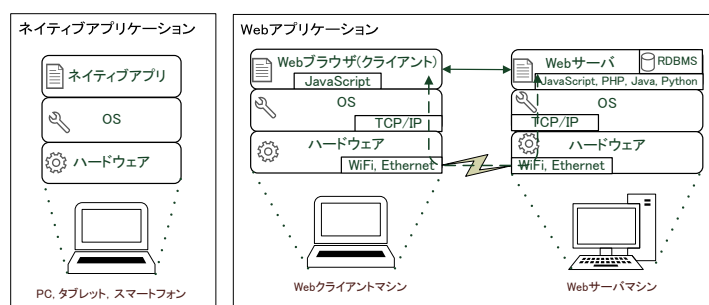 ネイティブアプリケーション
ネイティブアプリ
OS
ハードウェア
PC, タブレット, スマートフォン
Webアプリケーション
Webブラウザ(クライアント)
JavaScript
OS
TCP/IP
ハードウェア
WiFi, Ethernet
Webクライアントマシン
Webサーバ
RDBMS
JavaScript, PHP, Java, Python
OS
TCP/IP
ハードウェア
WiFi, Ethernet
Webサーバマシン